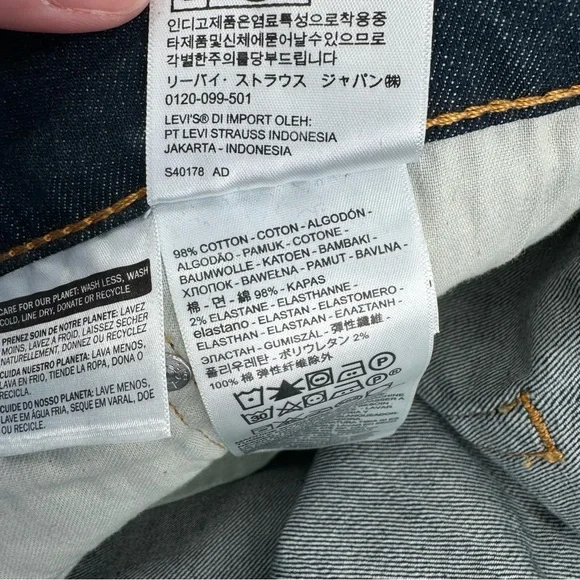 인디고제품은염료특성으로착용중
타제품및신체에묻어날수있으므로
각별한주의를당부드립니다
リーバイ・ストラウス ジャパン㈱
0120-099-501
LEVI'S® DI IMPORT OLEH:
PT LEVI STRAUSS INDONESIA
JAKARTA - INDONESIA
S40178 AD
98% COTTON - COTON - ALGODÓN -
ALGODÃO - PAMUK - COTONE -
BAUMWOLLE - KATOEN - BAMBAKI -
ХЛОПОК - BAWEŁNA - PAMUT - BAVLNA -
棉 - 면 - 綿 98% - KAPAS
2% ELASTANE - ELASTHANNE -
elastano - ELASTAN - ELASTOMERO -
ELASTHAN - ELASTAAN - ΕΛΑΣΤΑΝΗ -
ЭЛАСТАН - GUMISZÁL - 弹性纖維
폴리우레탄 - ポリウレタン 2%
100% 棉 弹性纤维除外
30
CARE FOR OUR PLANET: WASH LESS, WASH
COLD, LINE DRY, DONATE OR RECYCLE
PRENEZ SOIN DE NOTRE PLANETE: LAVEZ
MOINS, LAVEZ A FROID, LAISSEZ SECHER
NATURELLEMENT, DONNEZ OU RECYCLEZ
CUIDA NUESTRO PLANETA: LAVA MENOS,
LAVA EN FRIO, TIENDE LA ROPA, DONA O
RECICLA.
CUIDE DO NOSSO PLANETA: LAVE MENOS,
LAVE EM ÁGUA FRIA, SEQUE EM VARAL, DOE
OU RECICLE.